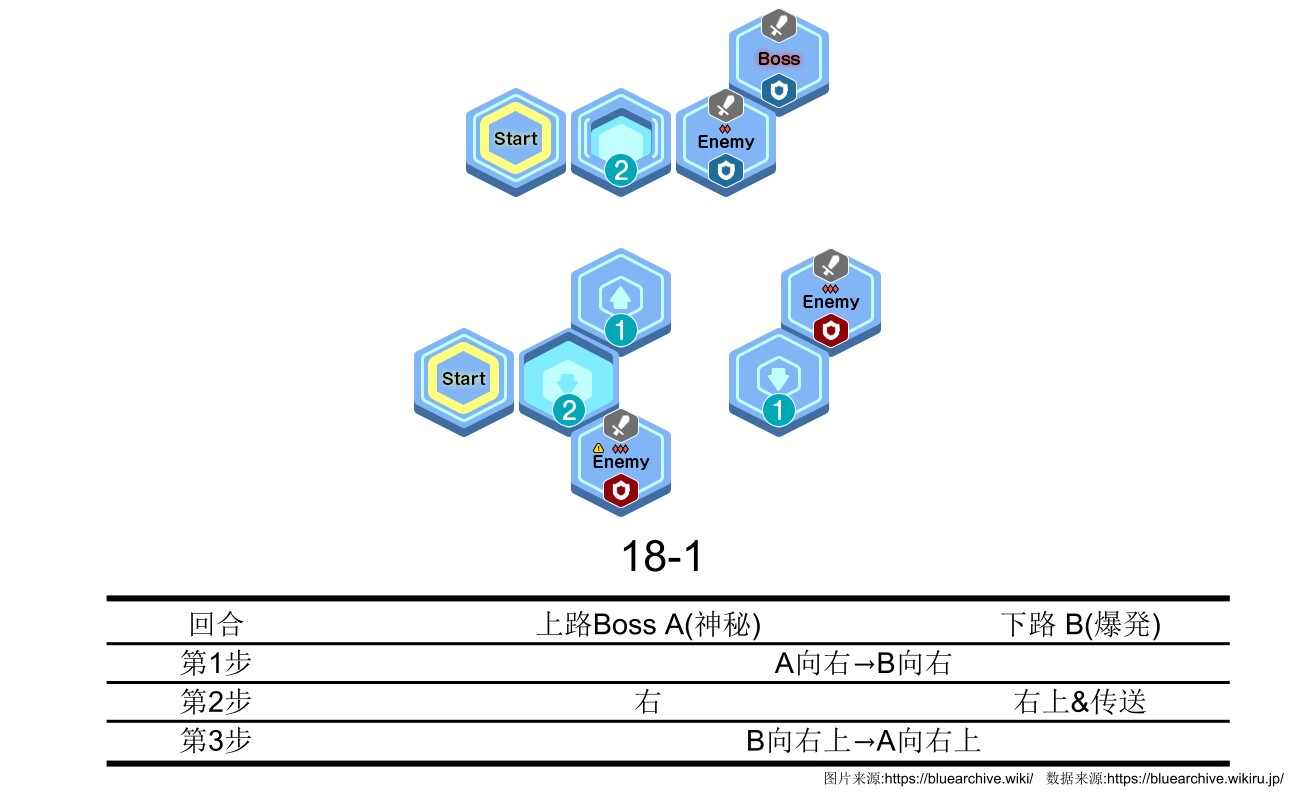 Boss
Start
2
Enemy
1
Enemy
Start
2
1
Enemy
18-1
回合 上路Boss A(神秘) 下路 B(爆発)
第1步 A向右→B向右
第2步 右 右上&传送
第3步 B向右上→A向右上
图片来源:https://bluearchive.wiki/ 数据来源:https://bluearchive.wikiru.jp/